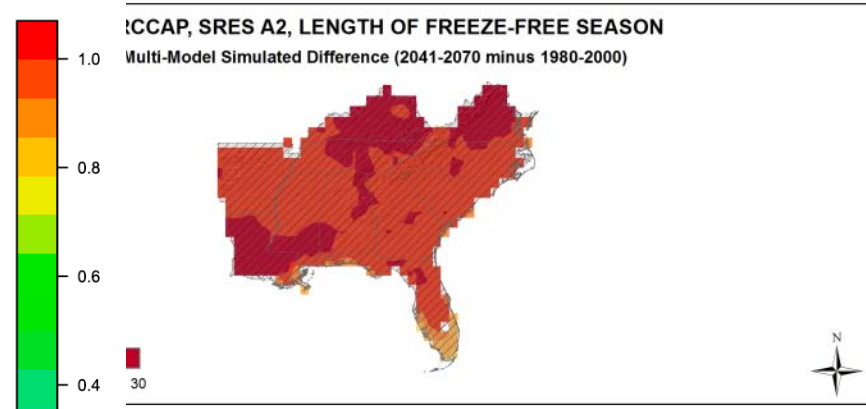 RCCAP, SRES A2, LENGTH OF FREEZE-FREE SEASON
Multi-Model Simulated Difference (2041-2070 minus 1980-2000)
1.0
0.8
0.6
0.4
30
N